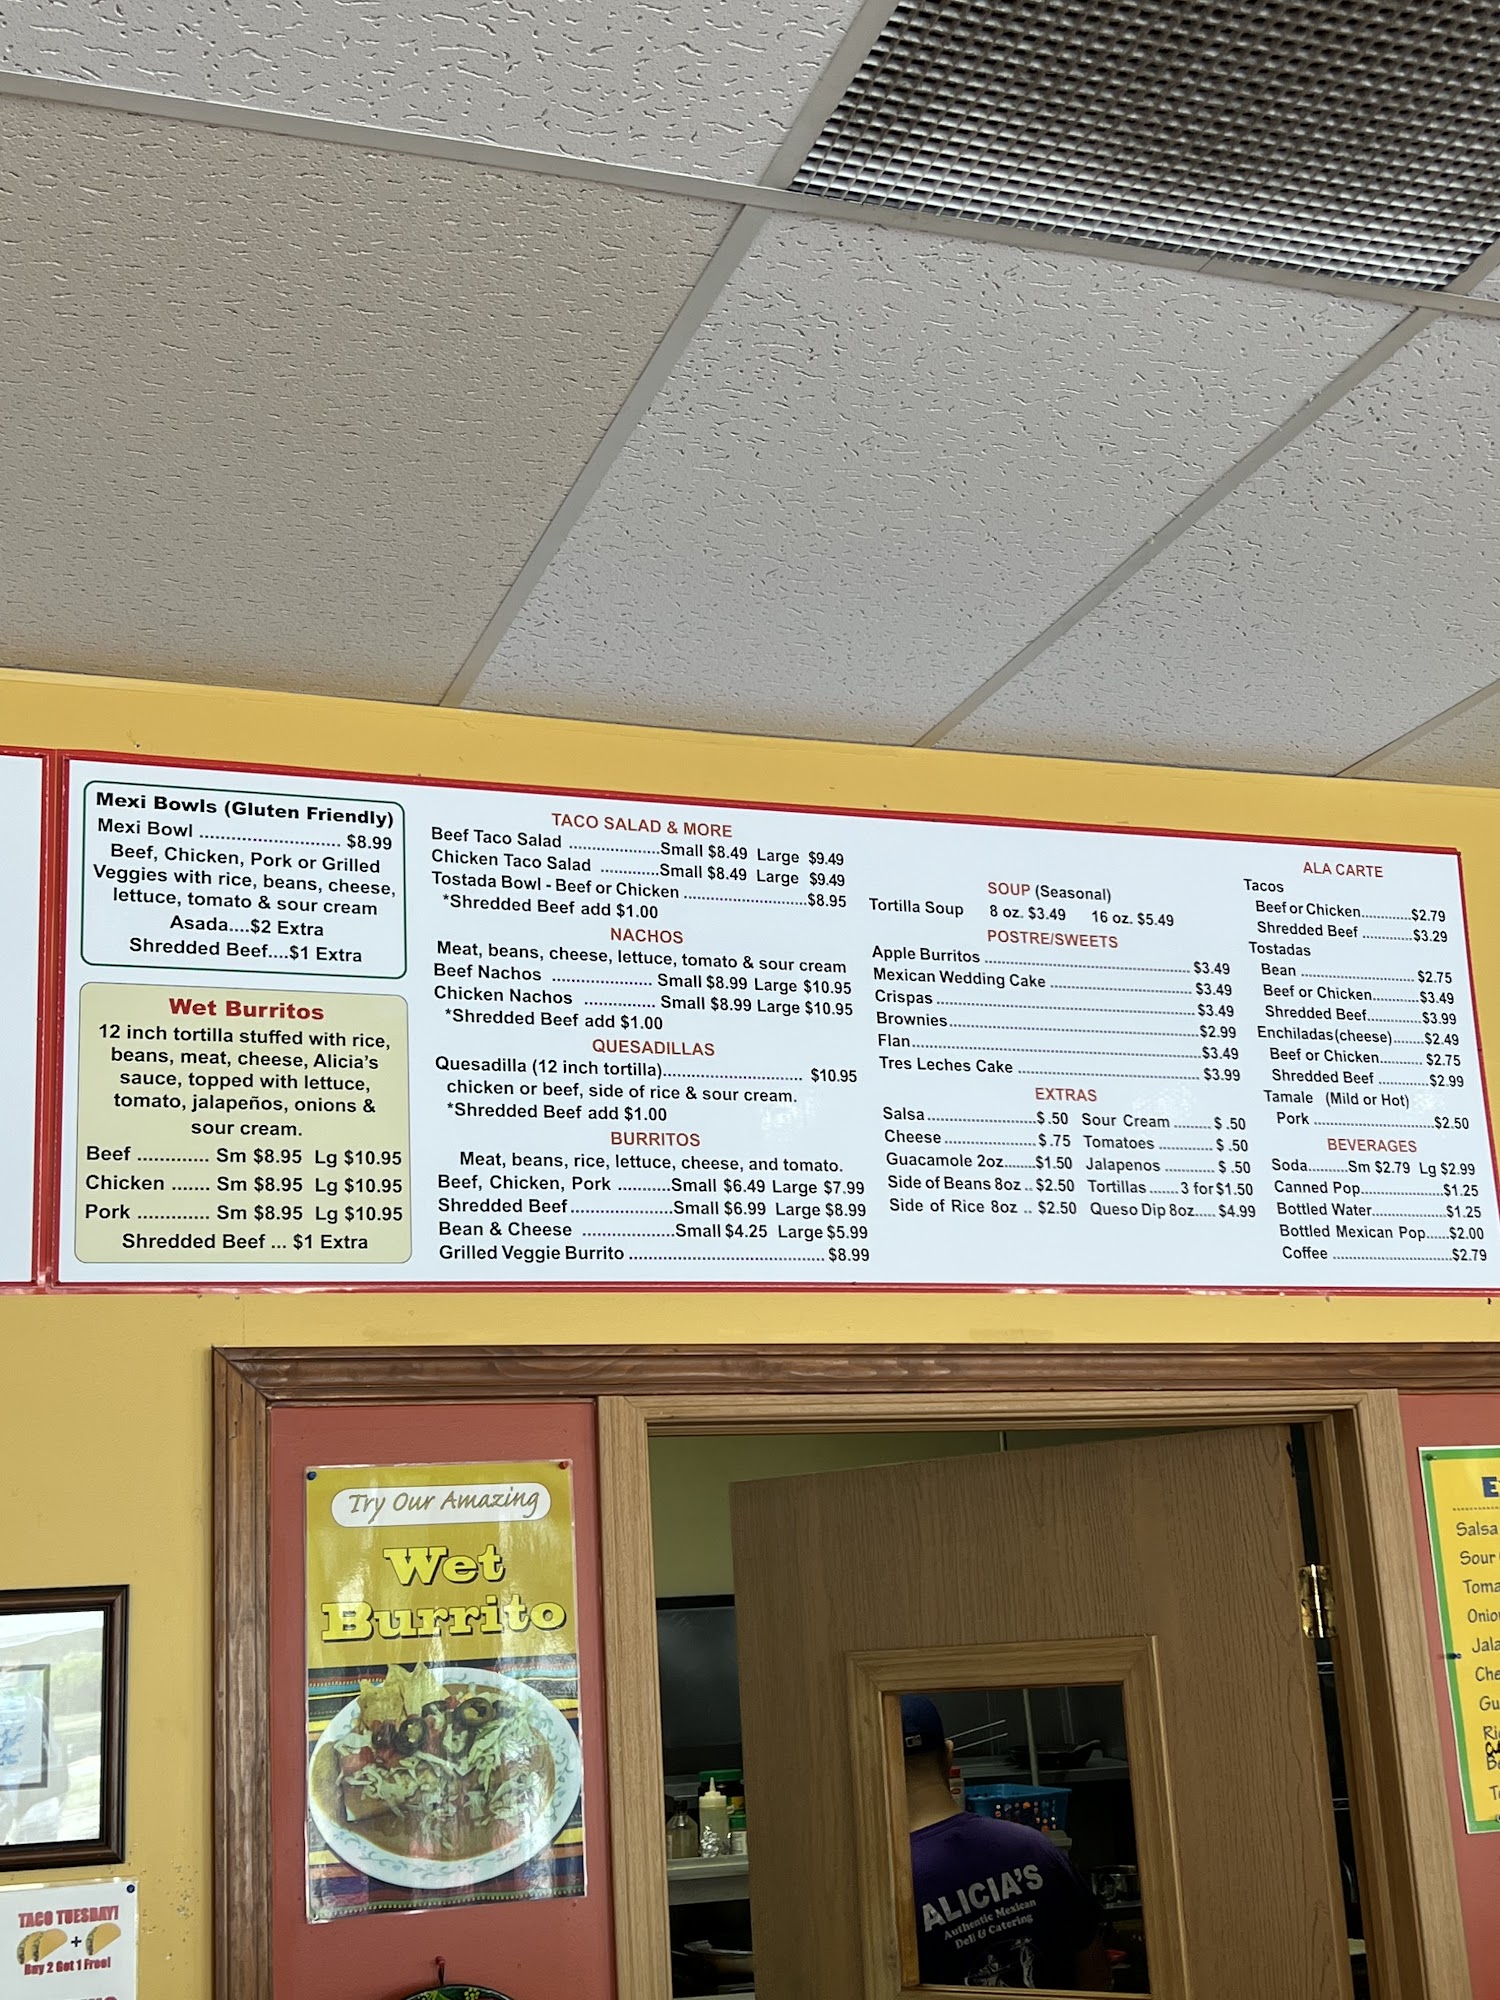 Mexi Bowls (Gluten Friendly)
Mexi Bowl ........................... $8.99
Beef, Chicken, Pork or Grilled
Veggies with rice, beans, cheese,
lettuce, tomato & sour cream
Asada....$2 Extra
Shredded Beef....$1 Extra
Wet Burritos
12 inch tortilla stuffed with rice,
beans, meat, cheese, Alicia's
sauce, topped with lettuce,
tomato, jalapeños, onions &
sour cream.
Beef ............. Sm $8.95 Lg $10.95
Chicken ....... Sm $8.95 Lg $10.95
Pork ............. Sm $8.95 Lg $10.95
Shredded Beef ... $1 Extra
TACO SALAD & MORE
Beef Taco Salad ....................Small $8.49 Large $9.49
Chicken Taco Salad .............Small $8.49 Large $9.49
Tostada Bowl - Beef or Chicken ..........................$8.95
*Shredded Beef add $1.00
NACHOS
Meat, beans, cheese, lettuce, tomato & sour cream
Beef Nachos ...................... Small $8.99 Large $10.95
Chicken Nachos ............... Small $8.99 Large $10.95
*Shredded Beef add $1.00
QUESADILLAS
Quesadilla (12 inch tortilla).............................. $10.95
chicken or beef, side of rice & sour cream.
*Shredded Beef add $1.00
BURRITOS
Meat, beans, rice, lettuce, cheese, and tomato.
Beef, Chicken, Pork ...........Small $6.49 Large $7.99
Shredded Beef......................Small $6.99 Large $8.99
Bean & Cheese ....................Small $4.25 Large $5.99
Grilled Veggie Burrito .................................... $8.99
SOUP (Seasonal)
Tortilla Soup 8 oz. $3.49 16 oz. $5.49
POSTRE/SWEETS
Apple Burritos ........................................... $3.49
Mexican Wedding Cake ............................. $3.49
Crispas ..................................................... $3.49
Brownies.....................................................$2.99
Flan.............................................................$3.49
Tres Leches Cake ..................................... $3.99
EXTRAS
Salsa.......................$ .50 Sour Cream ......... $ .50
Cheese................... $ .75 Tomatoes ............ $ .50
Guacamole 2oz........$1.50 Jalapenos ............ $ .50
Side of Beans 8oz .. $2.50 Tortillas ....... 3 for $1.50
Side of Rice 8oz .. $2.50 Queso Dip 8oz..... $4.99
ALA CARTE
Tacos
Beef or Chicken.............$2.79
Shredded Beef .............$3.29
Tostadas
Bean ............................. $2.75
Beef or Chicken............$3.49
Shredded Beef..............$3.99
Enchiladas(cheese)........$2.49
Beef or Chicken........... $2.75
Shredded Beef .............$2.99
Tamale (Mild or Hot)
Pork ..............................$2.50
BEVERAGES
Soda..........Sm $2.79 Lg $2.99
Canned Pop.....................$1.25
Bottled Water...................$1.25
Bottled Mexican Pop......$2.00
Coffee ..............................$2.79
Try Our Amazing
Wet
Burrito
TACO TUESDAY!
+
Buy 2 Get 1 Free!
ALICIA'S
Authentic Mexican
Deli & Catering
Salsa
Sour